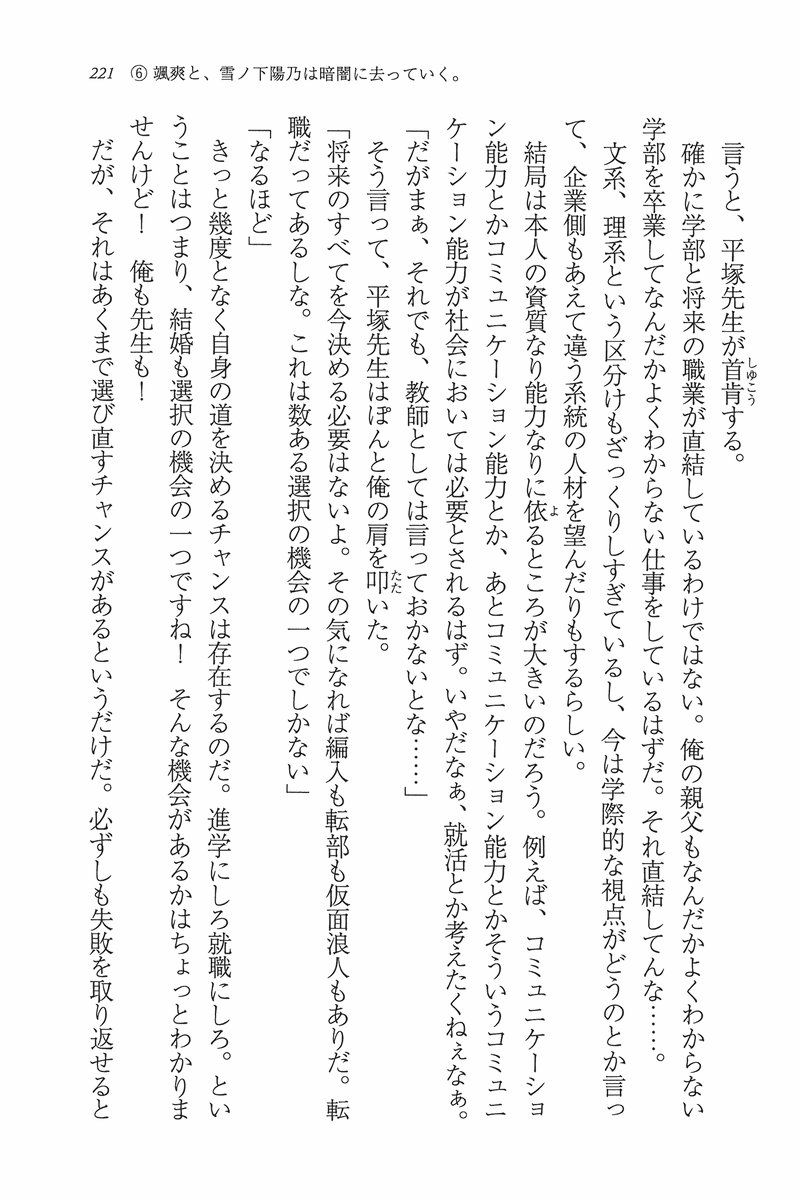 221 ⑥ 颯爽と、雪ノ下陽乃は暗闇に去っていく。
言うと、平塚先生が首肯する。
しゅこう
確かに学部と将来の職業が直結しているわけではない。俺の親父もなんだかよくわからない
学部を卒業してなんだかよくわからない仕事をしているはずだ。それ直結してんな……。
文系、理系という区分けもざっくりしすぎているし、今は学際的な視点がどうのとか言っ
て、企業側もあえて違う系統の人材を望んだりもするらしい。
結局は本人の資質なり能力なりに依るところが大きいのだろう。例えば、コミュニケーショ
よ
ン能力とかコミュニケーション能力とか、あとコミュニケーション能力とかそういうコミュニ
ケーション能力が社会においては必要とされるはず。いやだなぁ、就活とか考えたくねぇなぁ。
「だがまぁ、それでも、教師としては言っておかないとな……」
そう言って、平塚先生はぽんと俺の肩を叩いた。
たた
「将来のすべてを今決める必要はないよ。その気になれば編入も転部も仮面浪人もありだ。転
職だってあるしな。これは数ある選択の機会の一つでしかない」
「なるほど」
きっと幾度となく自身の道を決めるチャンスは存在するのだ。進学にしろ就職にしろ。とい
うことはつまり、結婚も選択の機会の一つですね！　そんな機会があるかはちょっとわかりま
せんけど！　俺も先生も！
だが、それはあくまで選び直すチャンスがあるというだけだ。必ずしも失敗を取り返せると